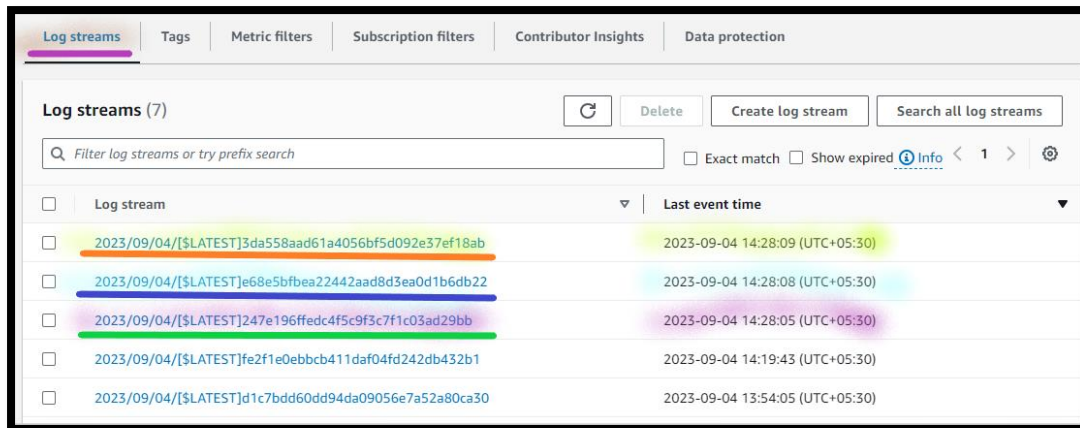 Log streams Tags Metric filters Subscription filters Contributor Insights Data protection
Log streams (7) Delete Create log stream Search all log streams
Filter log streams or try prefix search Exact match Show expired Info 1
Log stream Last event time
2023/09/04/[$LATEST]3da558aad61a4056bf5d092e37ef18ab 2023-09-04 14:28:09 (UTC+05:30)
2023/09/04/[$LATEST]e68e5bfbea22442aad8d3ea0d1b6db22 2023-09-04 14:28:08 (UTC+05:30)
2023/09/04/[$LATEST]247e196ffedc4f5c9f3c7f1c03ad29bb 2023-09-04 14:28:05 (UTC+05:30)
2023/09/04/[$LATEST]fe2f1e0ebbcb411daf04fd242db432b1 2023-09-04 14:19:43 (UTC+05:30)
2023/09/04/[$LATEST]d1c7bdd60dd94da09056e7a52a80ca30 2023-09-04 13:54:05 (UTC+05:30)